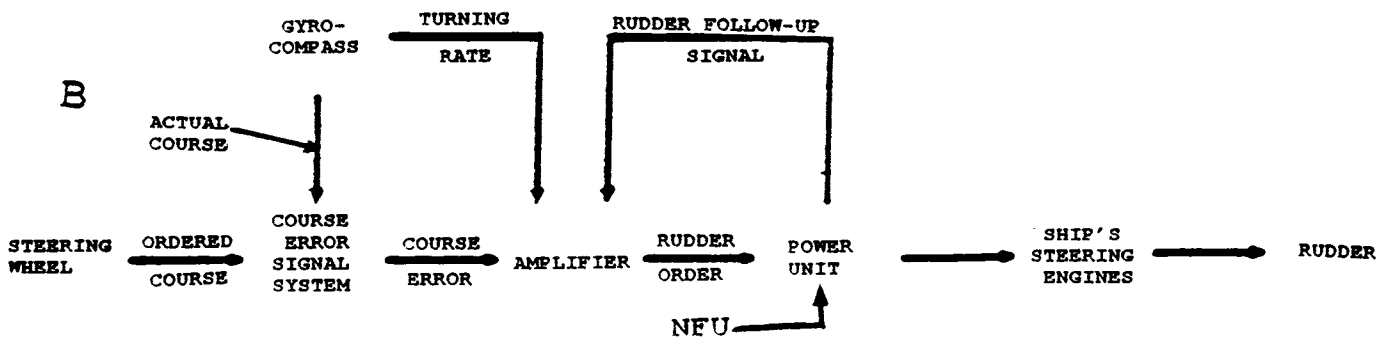 GYRO-
COMPASS
TURNING
RATE
RUDDER FOLLOW-UP
SIGNAL
B
ACTUAL
COURSE
STEERING
WHEEL
ORDERED
COURSE
COURSE
ERROR
SIGNAL
SYSTEM
COURSE
ERROR
AMPLIFIER
RUDDER
ORDER
POWER
UNIT
SHIP'S
STEERING
ENGINES
RUDDER
NFU